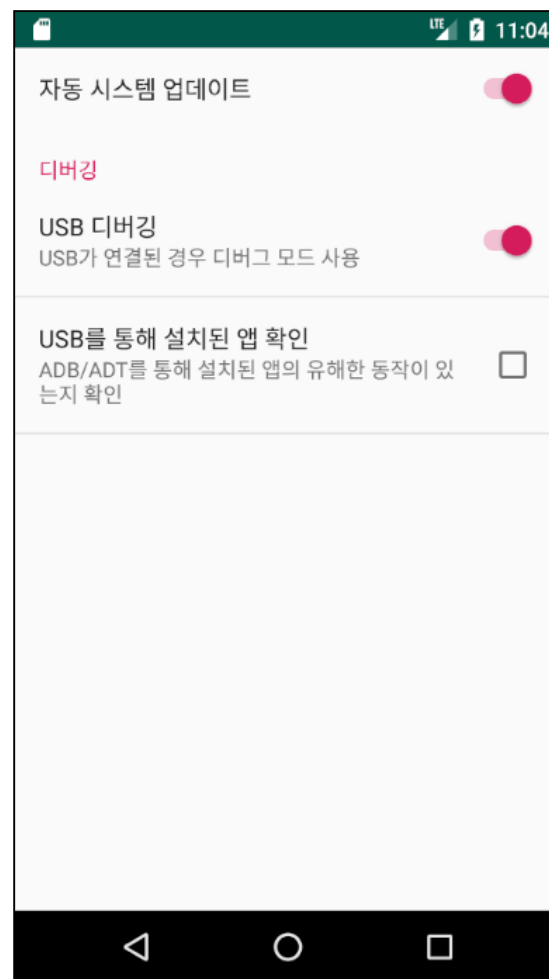 LTE 11:04
자동 시스템 업데이트
디버깅
USB 디버깅
USB가 연결된 경우 디버그 모드 사용
USB를 통해 설치된 앱 확인
ADB/ADT를 통해 설치된 앱의 유해한 동작이 있
는지 확인